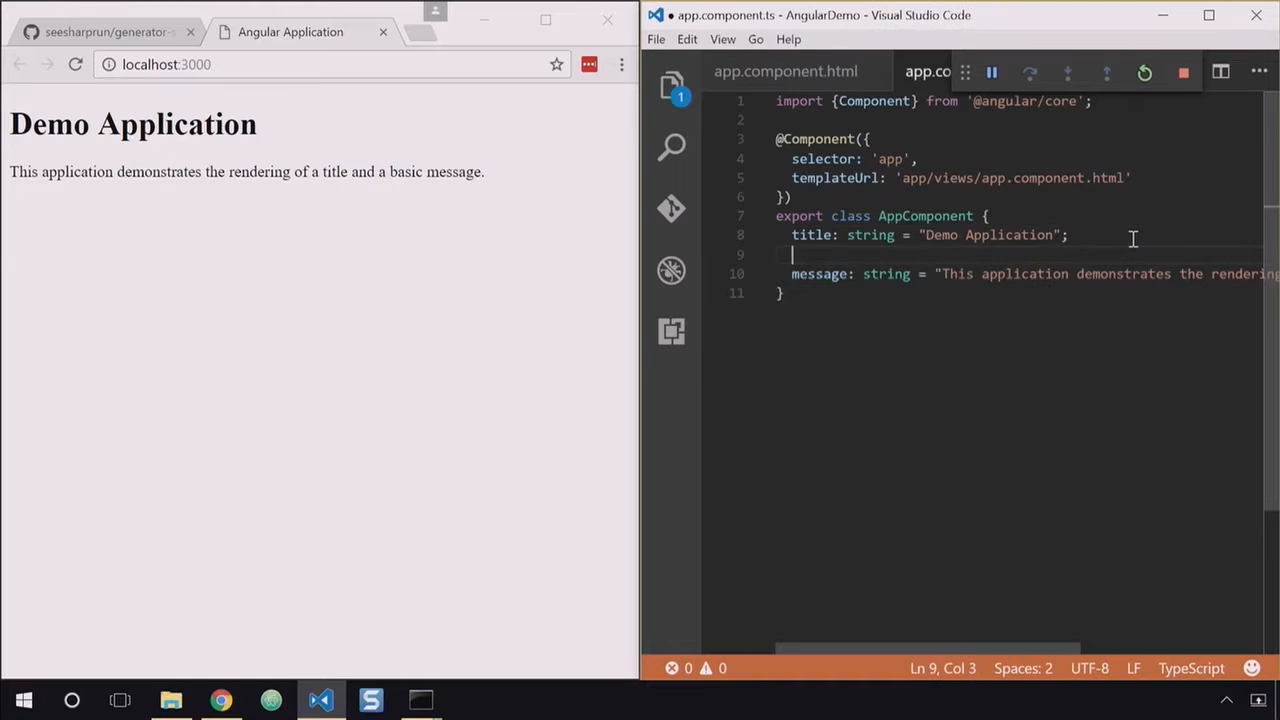 seesharprun/generator-s
Angular Application
localhost:3000
Demo Application
This application demonstrates the rendering of a title and a basic message.
● app.component.ts - AngularDemo - Visual Studio Code
File Edit View Go Help
1
app.component.html
app.co
1 import {Component} from '@angular/core';
2
3 @Component({
4 selector: 'app',
5 templateUrl: 'app/views/app.component.html'
6 })
7 export class AppComponent {
8 title: string = "Demo Application";
9
10 message: string = "This application demonstrates the rendering
11 }
0 0 Ln 9, Col 3 Spaces: 2 UTF-8 LF TypeScript